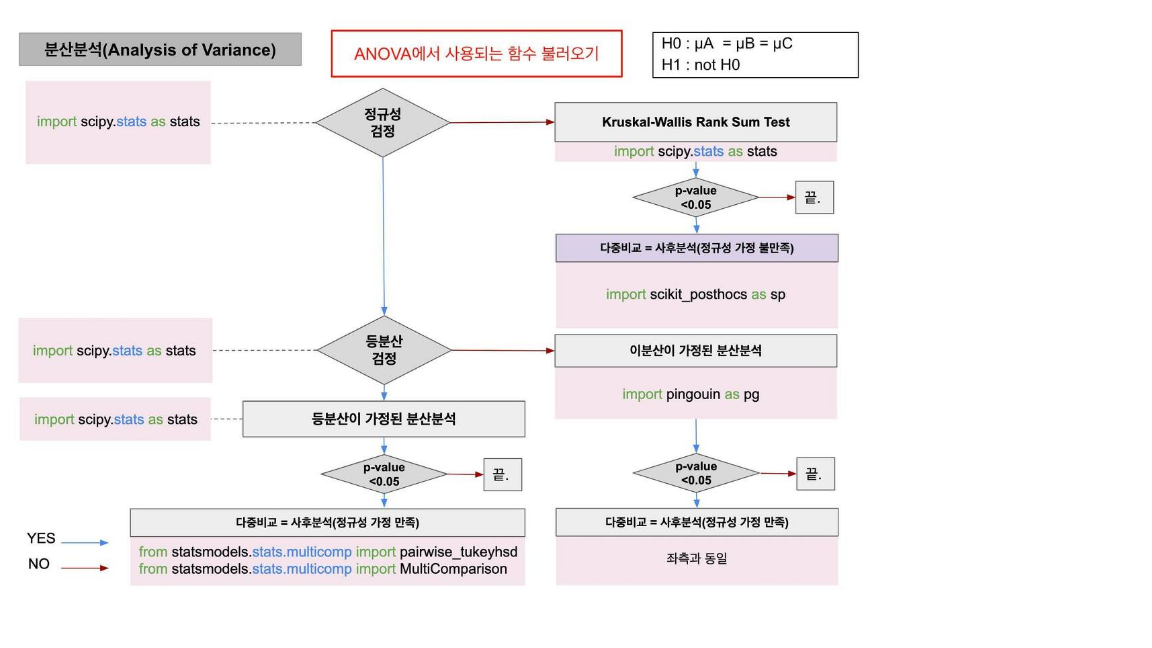 분산분석(Analysis of Variance)
ANOVA에서 사용되는 함수 불러오기
H0 : μA = μB = μC
H1 : not H0
import scipy.stats as stats
정규성
검정
Kruskal-Wallis Rank Sum Test
import scipy.stats as stats
p-value
<0.05
끝.
다중비교 = 사후분석(정규성 가정 불만족)
import scikit_posthocs as sp
import scipy.stats as stats
등분산
검정
이분산이 가정된 분산분석
import pingouin as pg
import scipy.stats as stats
등분산이 가정된 분산분석
p-value
<0.05
끝.
p-value
<0.05
끝.
다중비교 = 사후분석(정규성 가정 만족)
from statsmodels.stats.multicomp import pairwise_tukeyhsd
from statsmodels.stats.multicomp import MultiComparison
다중비교 = 사후분석(정규성 가정 만족)
좌측과 동일
YES
NO